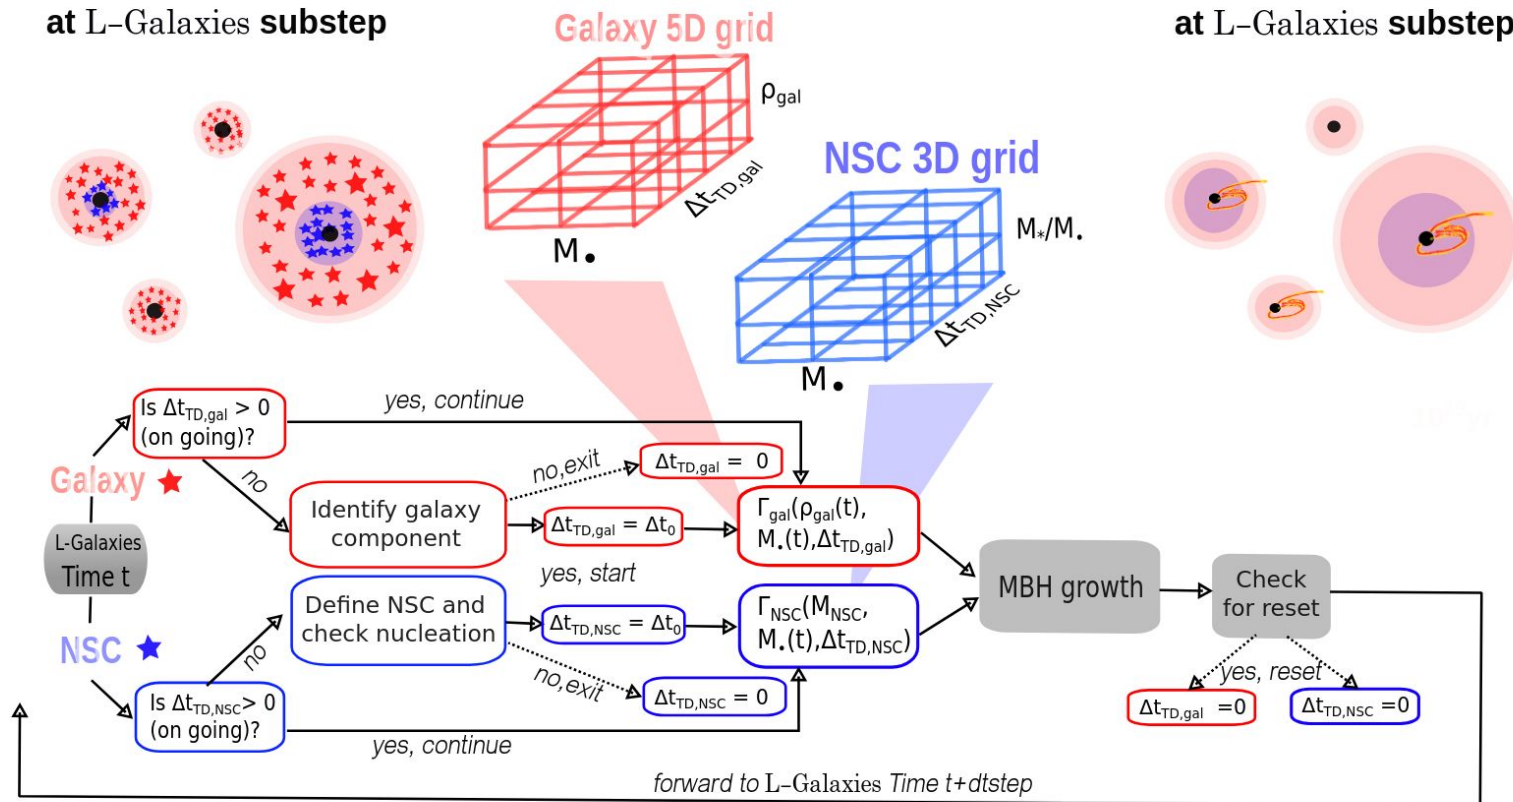 at L–Galaxies substep
Galaxy 5D grid
at L–Galaxies substep
ρgal
ΔtTD,gal
M•
NSC 3D grid
M*/M•
ΔtTD,NSC
M•
Is ΔtTD,gal > 0
(on going)?
yes, continue
no
Galaxy
Identify galaxy
component
no,exit
ΔtTD,gal = 0
ΔtTD,gal = Δt0
Γgal(ρgal(t),
M•(t),ΔtTD,gal)
L-Galaxies
Time t
yes, start
NSC
Define NSC and
check nucleation
ΔtTD,NSC = Δt0
ΓNSC(MNSC,
M•(t),ΔtTD,NSC)
no
no,exit
ΔtTD,NSC = 0
Is ΔtTD,NSC> 0
(on going)?
yes, continue
MBH growth
Check
for reset
yes, reset
ΔtTD,gal =0
ΔtTD,NSC=0
forward to L–Galaxies Time t+dtstep